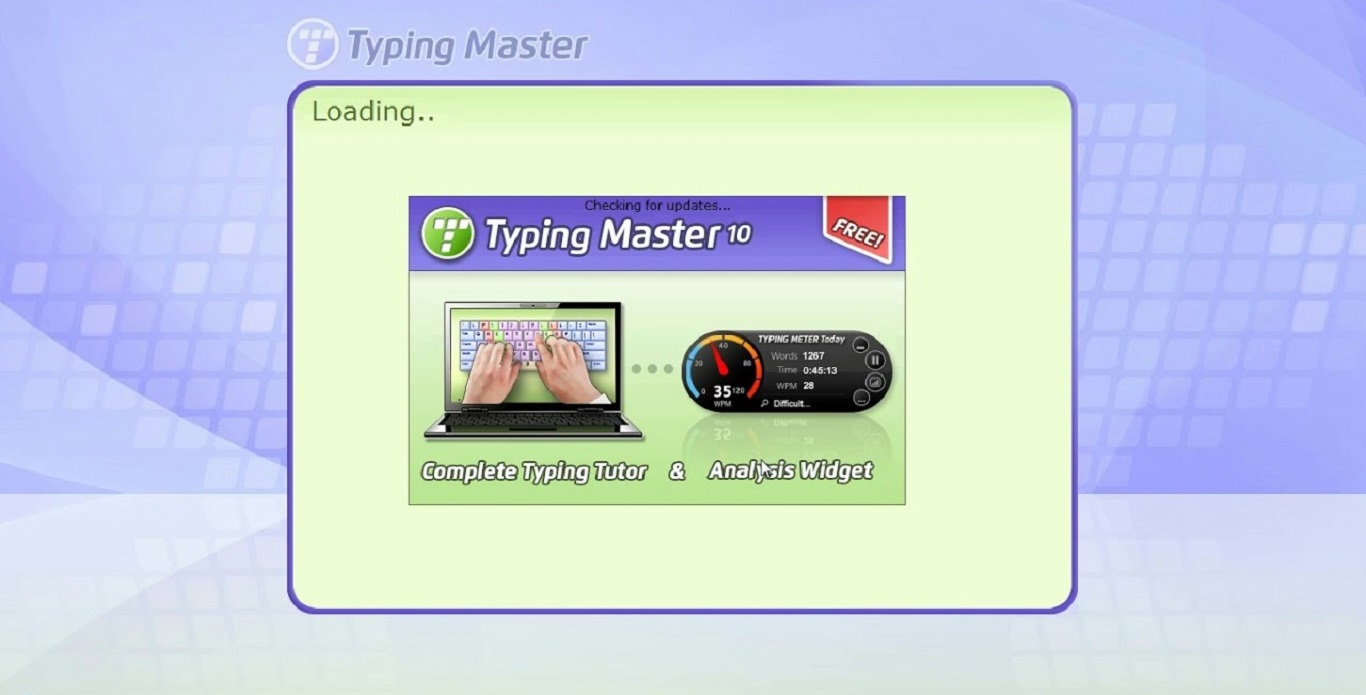 Typing Master
Loading..
Checking for updates...
Typing Master 10
FREE!
TYPING METER Today
Words 1267
Time 0:45:13
WPM 28
Difficult...
0 20 40 80 120
35
WPM
Complete Typing Tutor & Analysis Widget